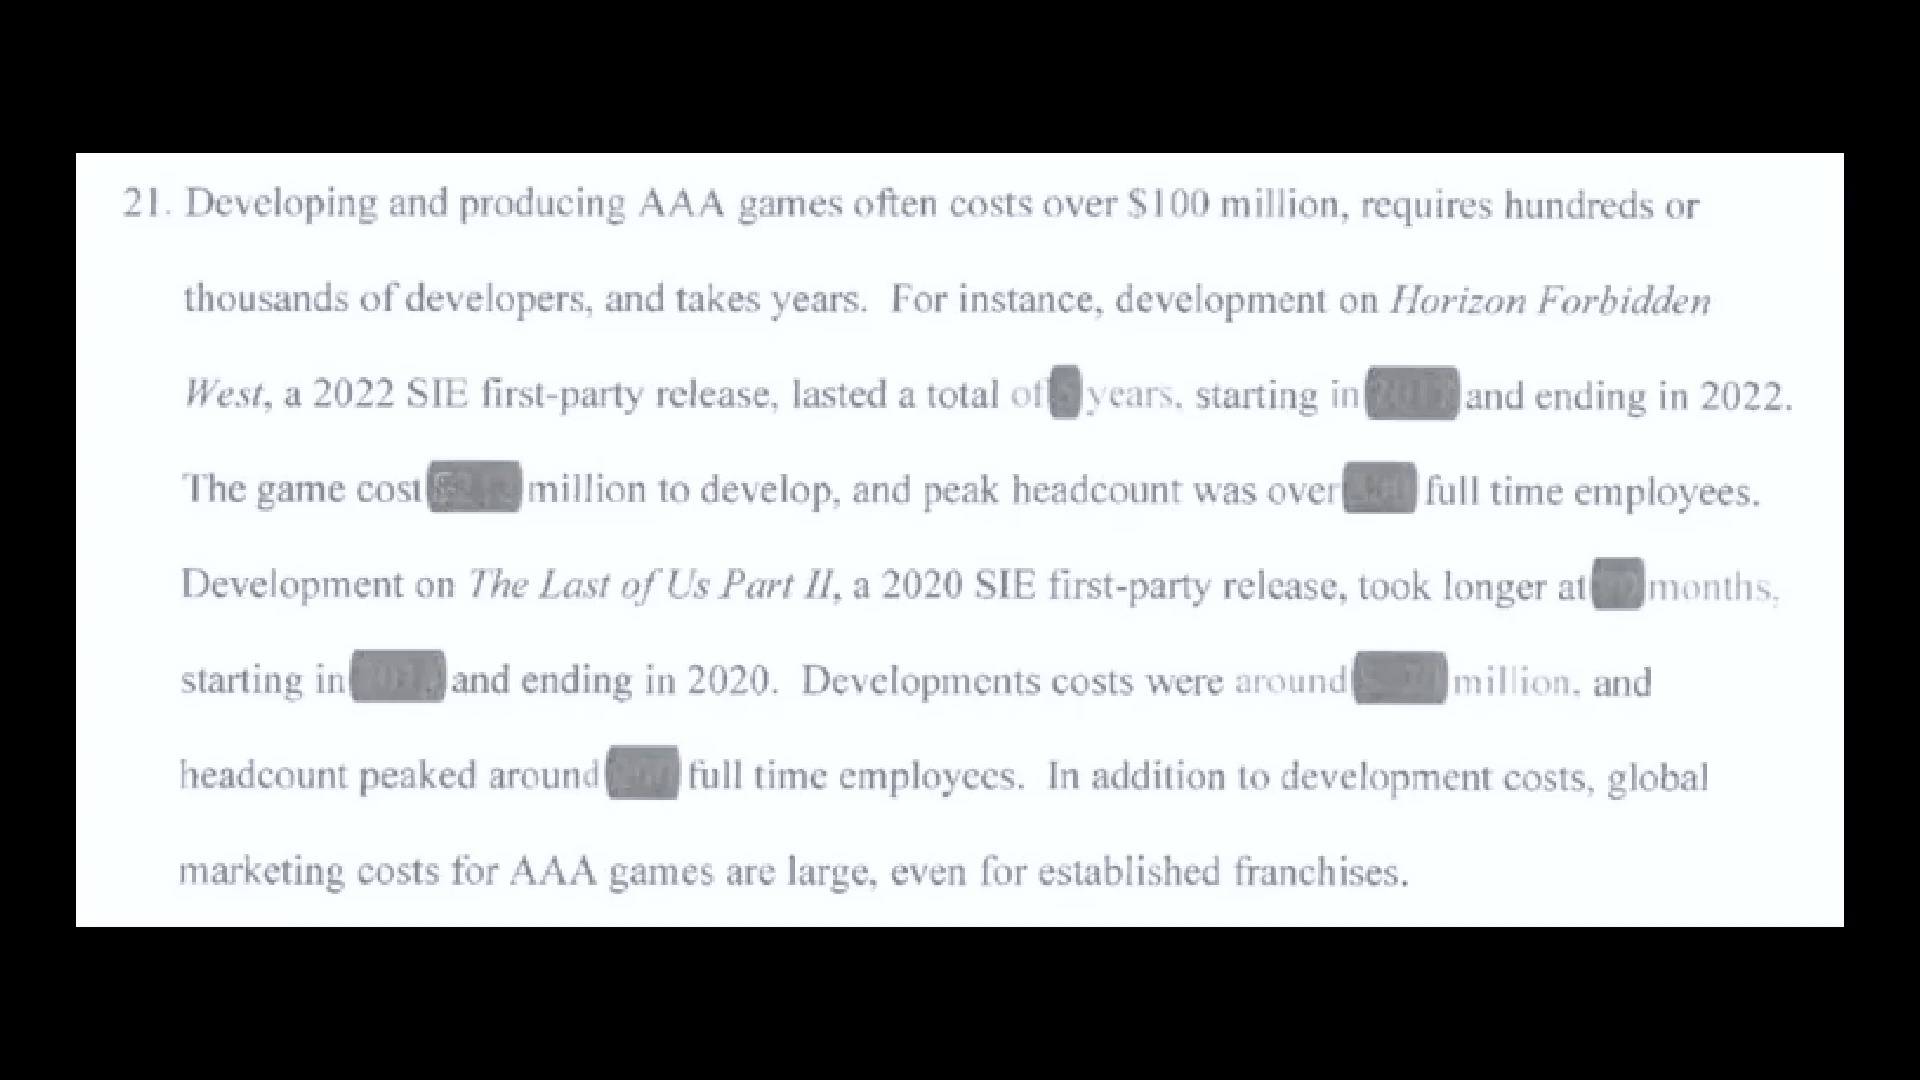 21. Developing and producing AAA games often costs over $100 million, requires hundreds or
thousands of developers, and takes years. For instance, development on Horizon Forbidden
West, a 2022 SIE first-party release, lasted a total of years, starting in and ending in 2022.
The game cost million to develop, and peak headcount was over full time employees.
Development on The Last of Us Part II, a 2020 SIE first-party release, took longer at months,
starting in and ending in 2020. Developments costs were around million, and
headcount peaked around full time employees. In addition to development costs, global
marketing costs for AAA games are large, even for established franchises.